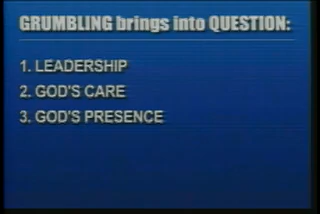 GRUMBLING brings into QUESTION:
1. LEADERSHIP
2. GOD'S CARE
3. GOD'S PRESENCE